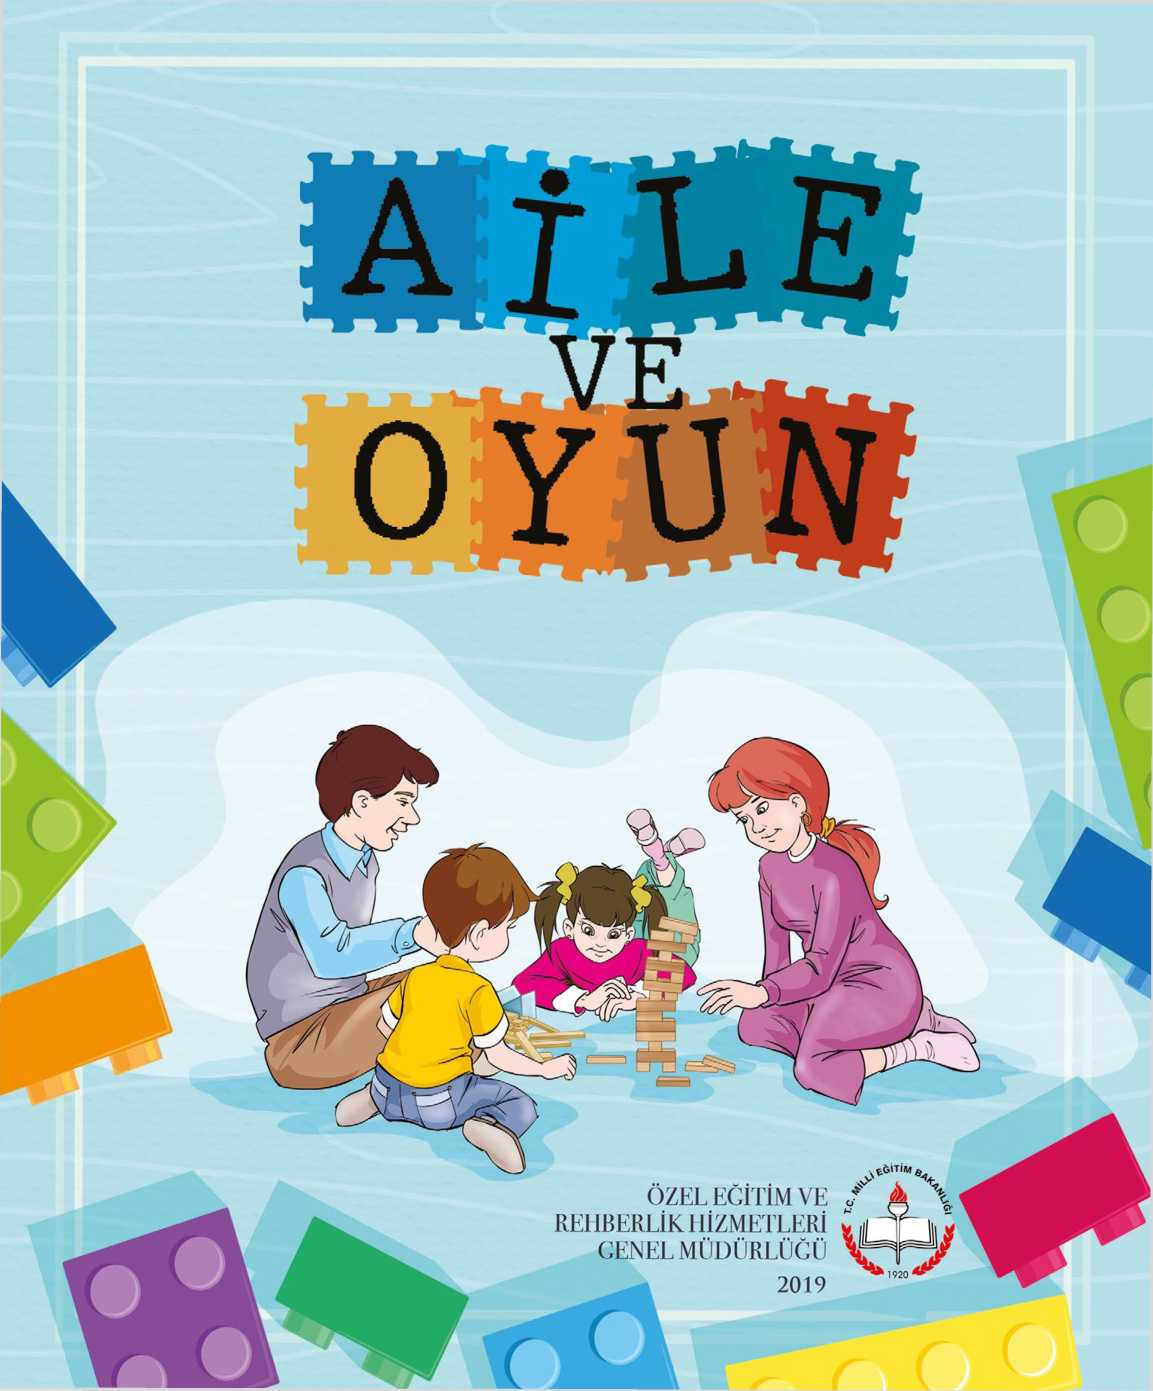 AİLE
VE
OYUN
ÖZEL EĞİTİM VE
REHBERLİK HİZMETLERİ
GENEL MÜDÜRLÜĞÜ
2019
T.C. MİLLİ EĞİTİM BAKANLIĞI
1920